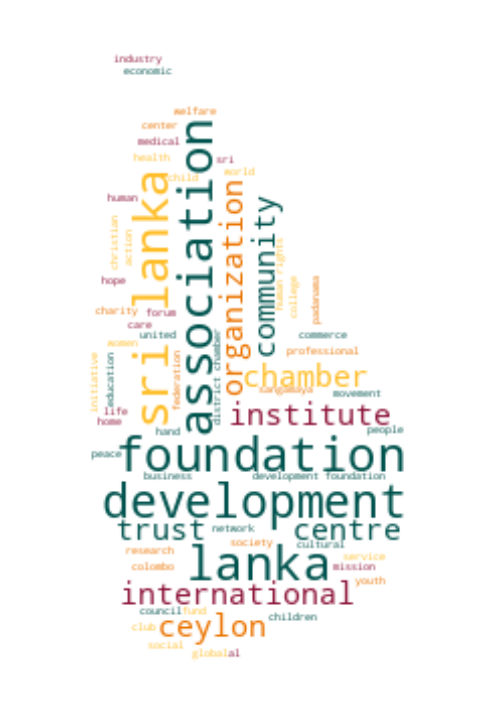 industry
economic
welfare
center
medical
health
sri
child
world
human
sri lanka
association
organization
community
christian
action
human rights
college
padanama
hope
charity
forum
care
united
women
commerce
professional
initiative
education
federation
district chamber
chamber
sangamaya
movement
life
home
institute
hand
people
peace
foundation
business
development foundation
development
trust
network
centre
research
society
cultural
colombo
lanka
service
mission
youth
international
council
fund
children
club
ceylon
social
global
al